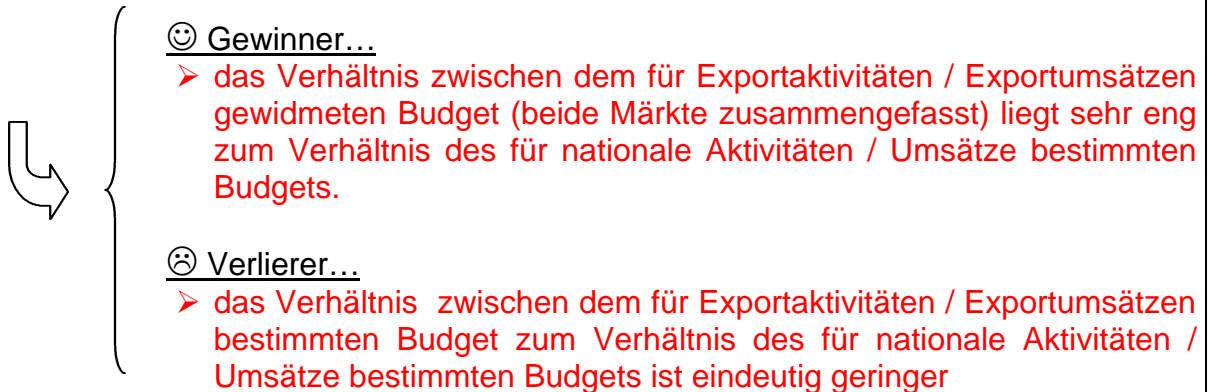 ☺ Gewinner…
➢ das Verhältnis zwischen dem für Exportaktivitäten / Exportumsätzen
gewidmeten Budget (beide Märkte zusammengefasst) liegt sehr eng
zum Verhältnis des für nationale Aktivitäten / Umsätze bestimmten
Budgets.
☹ Verlierer…
➢ das Verhältnis zwischen dem für Exportaktivitäten / Exportumsätzen
bestimmten Budget zum Verhältnis des für nationale Aktivitäten /
Umsätze bestimmten Budgets ist eindeutig geringer